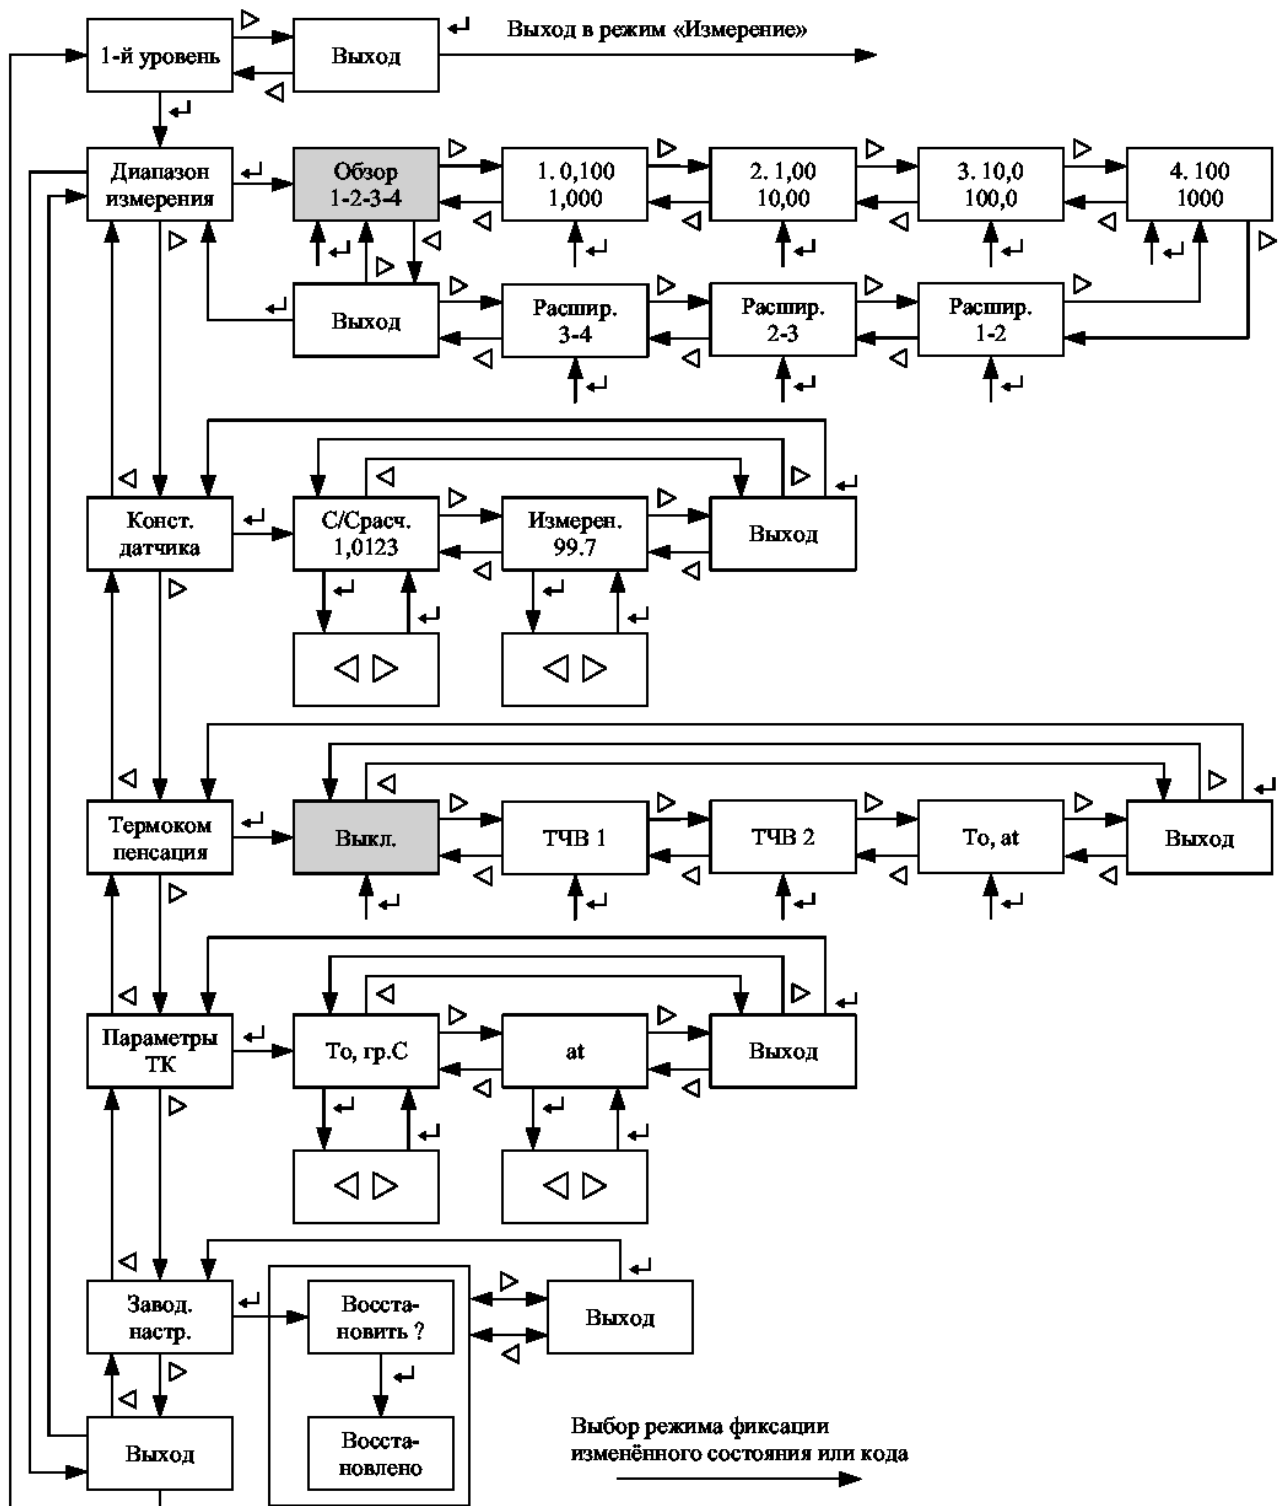 Выход в режим «Измерение»
1-й уровень
Выход
Диапазон
измерения
Обзор
1-2-3-4
1. 0,100
1,000
2. 1,00
10,00
3. 10,0
100,0
4. 100
1000
Выход
Расшир.
3-4
Расшир.
2-3
Расшир.
1-2
Конст.
датчика
С/Срасч.
1,0123
Измерен.
99.7
Выход
Термоком
пенсация
Выкл.
ТЧВ 1
ТЧВ 2
То, at
Выход
Параметры
ТК
То, гр.С
at
Выход
Завод.
настр.
Восста-
новить ?
Выход
Восста-
новлено
Выход
Выбор режима фиксации
изменённого состояния или кода